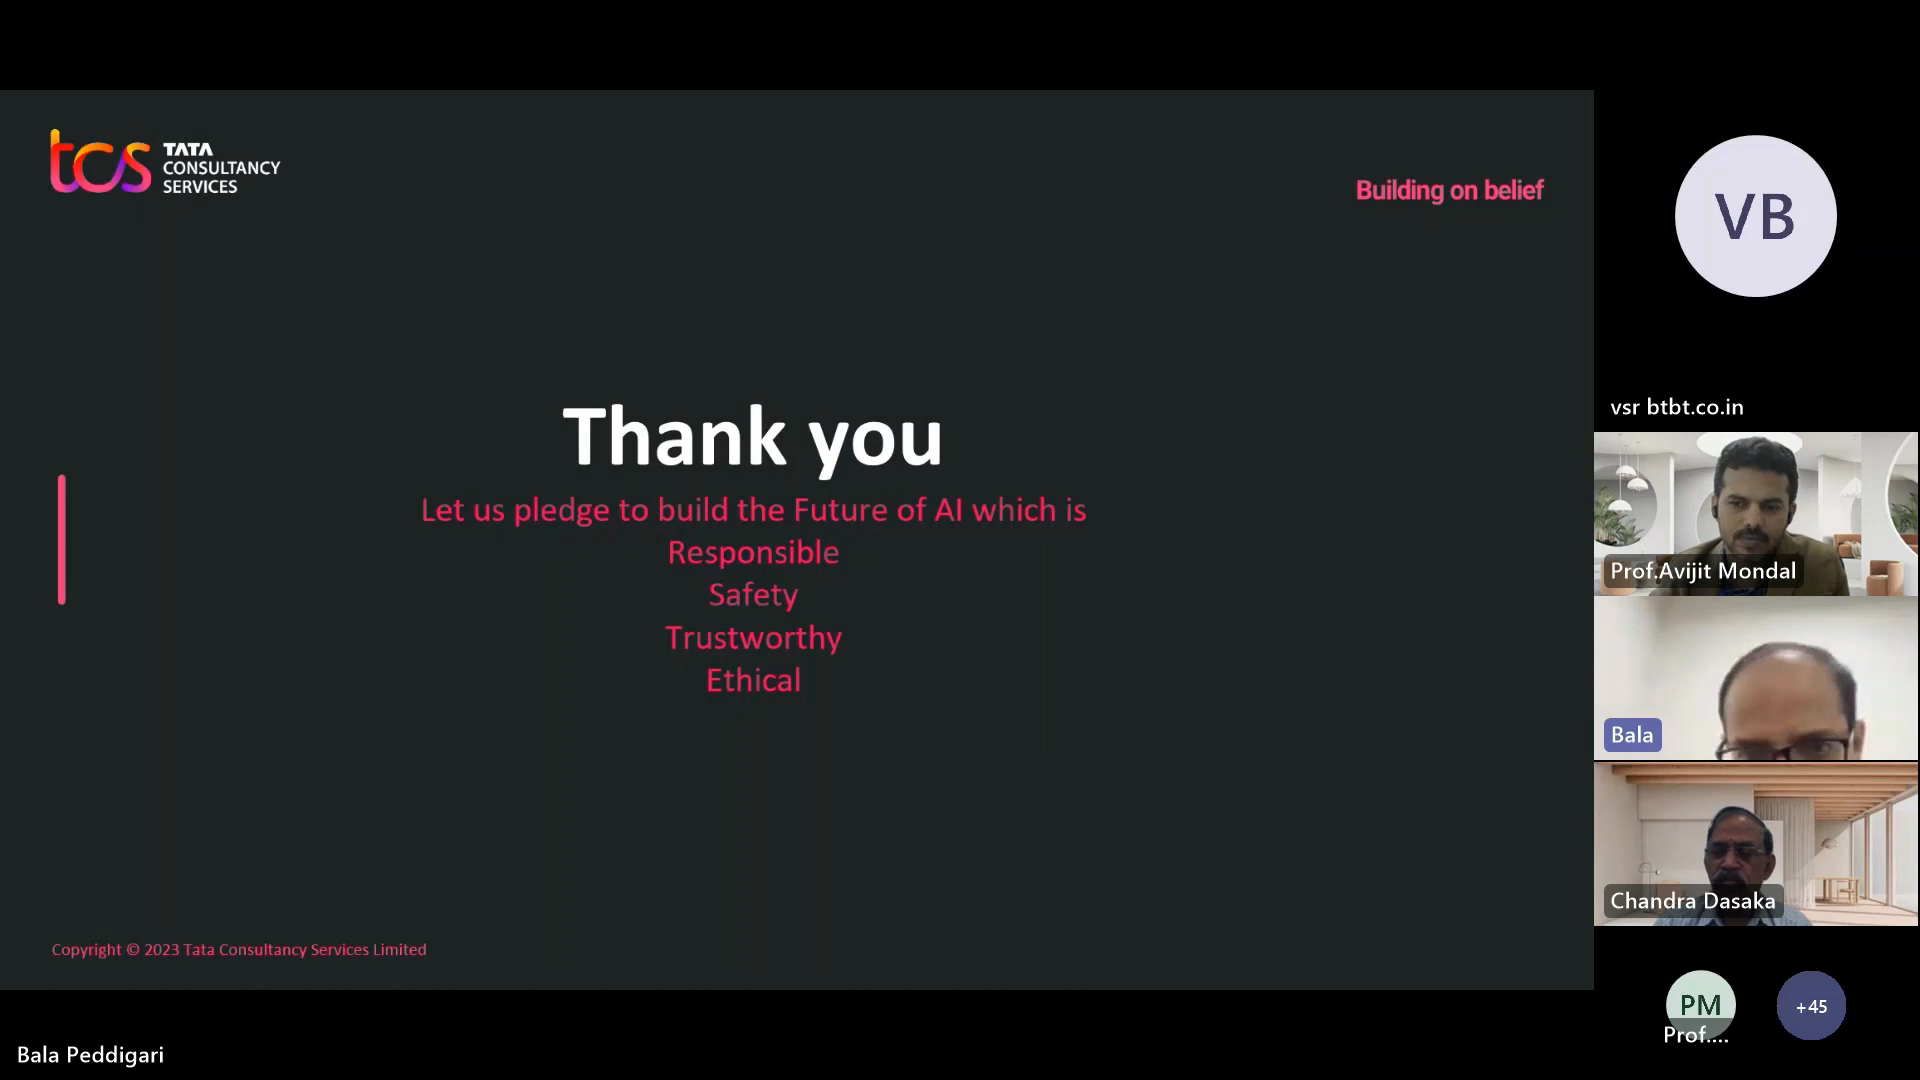 tcs TATA
CONSULTANCY
SERVICES
Building on belief
Thank you
Let us pledge to build the Future of AI which is
Responsible
Safety
Trustworthy
Ethical
Copyright © 2023 Tata Consultancy Services Limited
Bala Peddigari
VB
vsr btbt.co.in
Prof.Avijit Mondal
Bala
Chandra Dasaka
PM
Prof....
+45